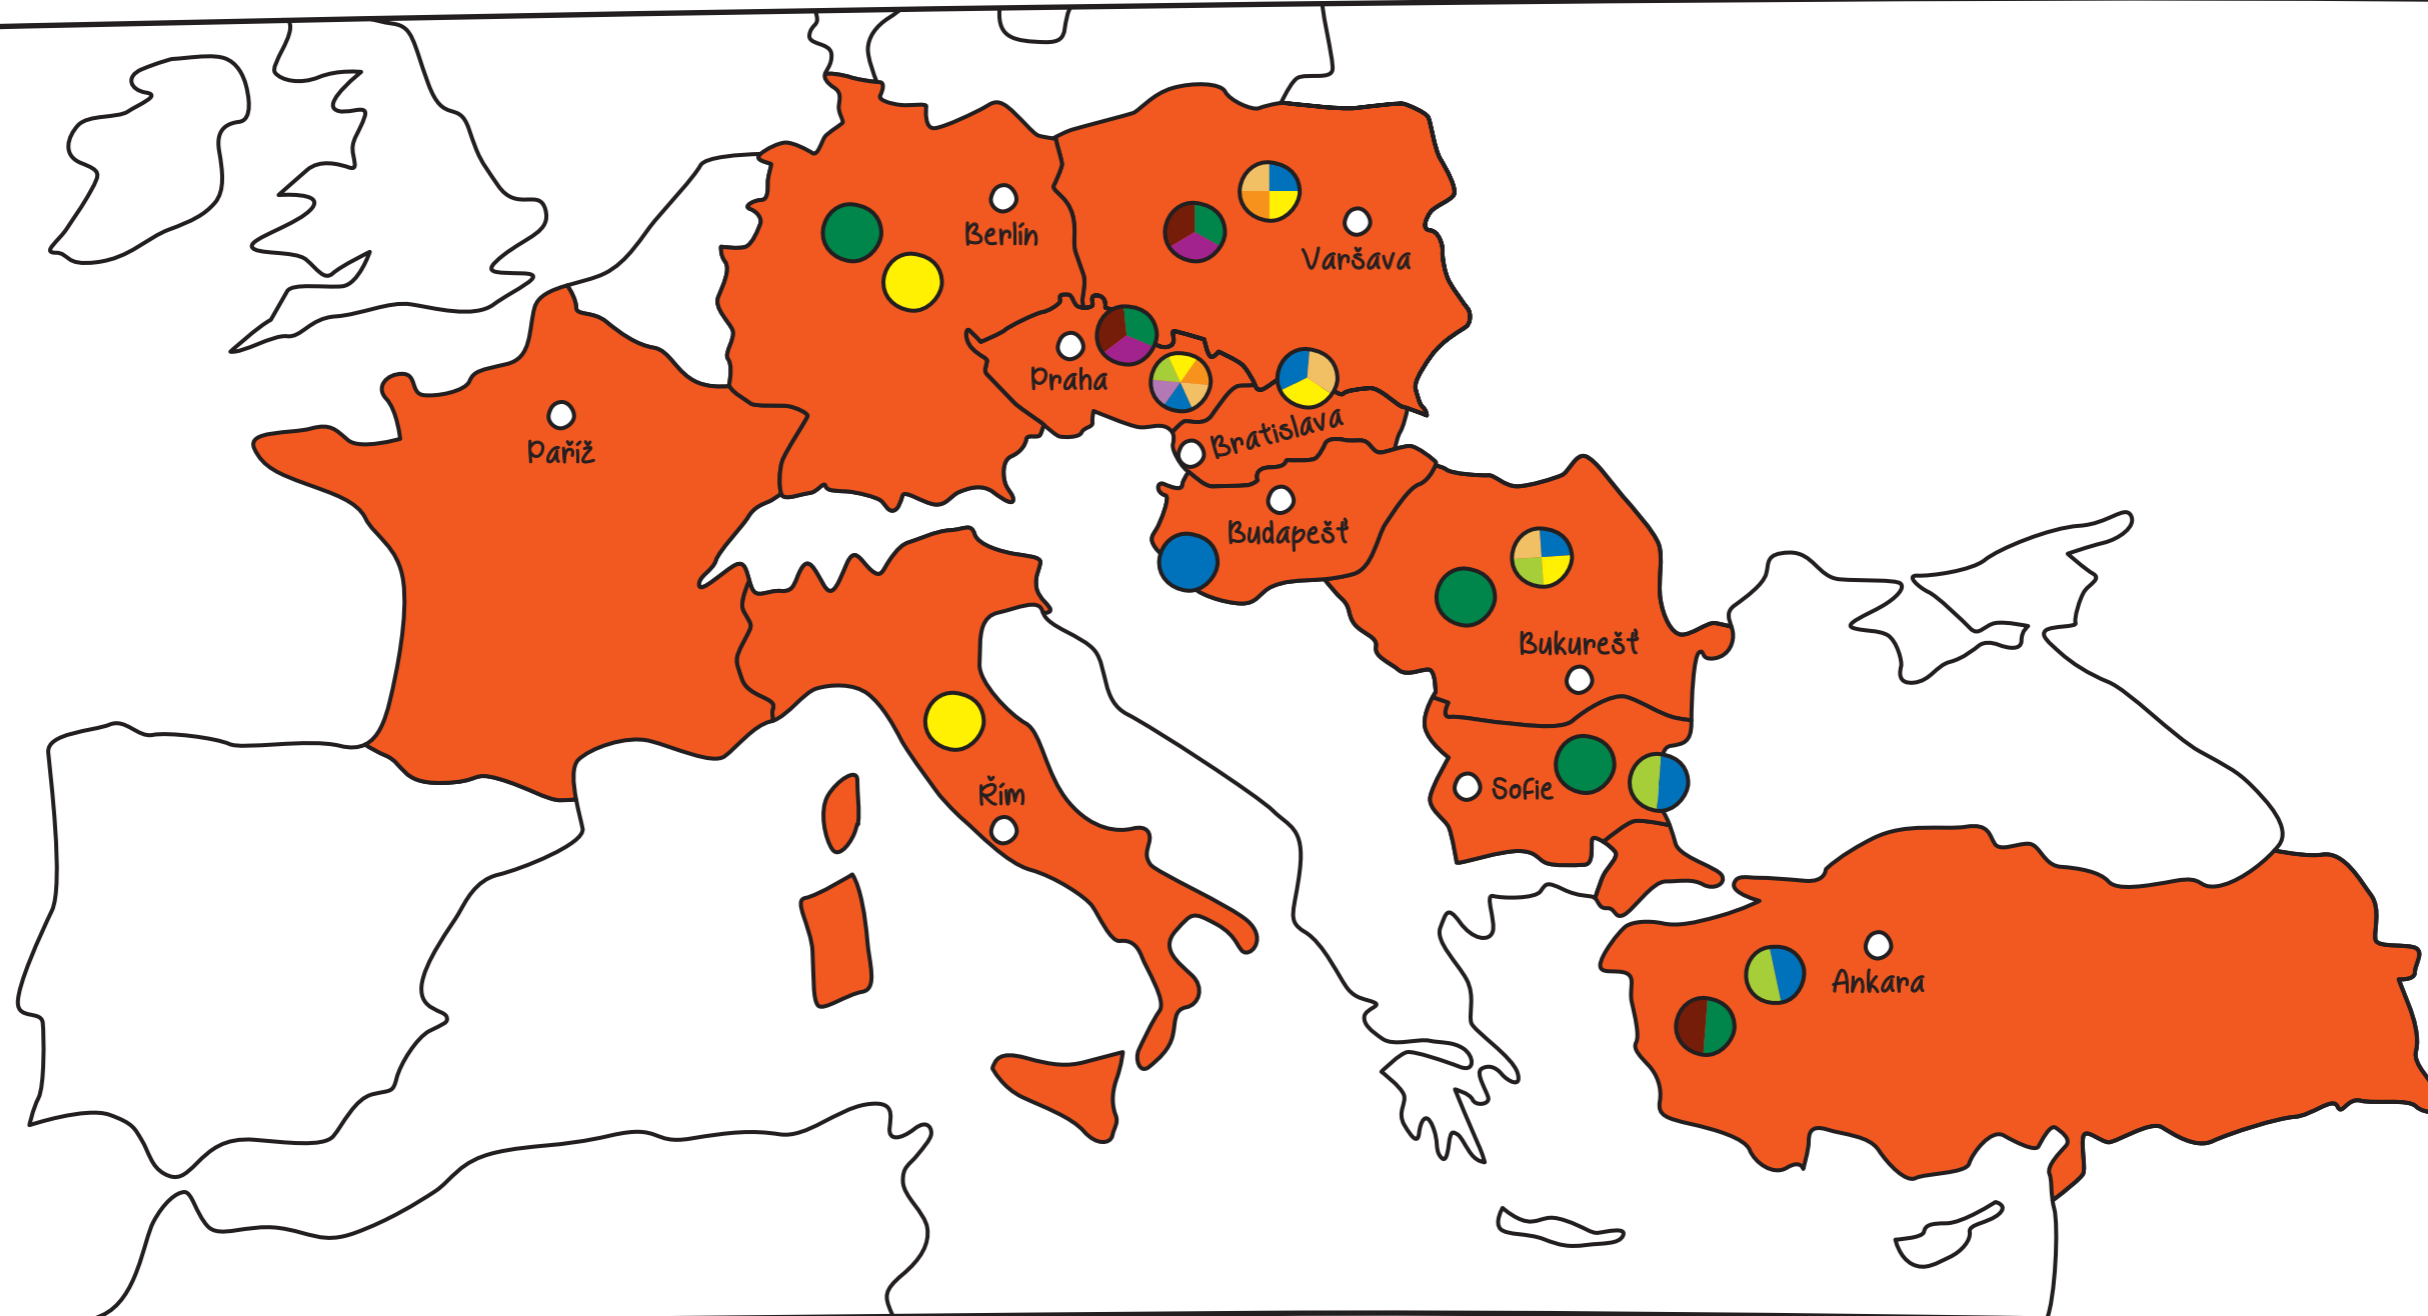 Berlín
Varšava
Praha
Bratislava
Paříž
Budapešť
Bukurešť
Sofie
Řím
Ankara